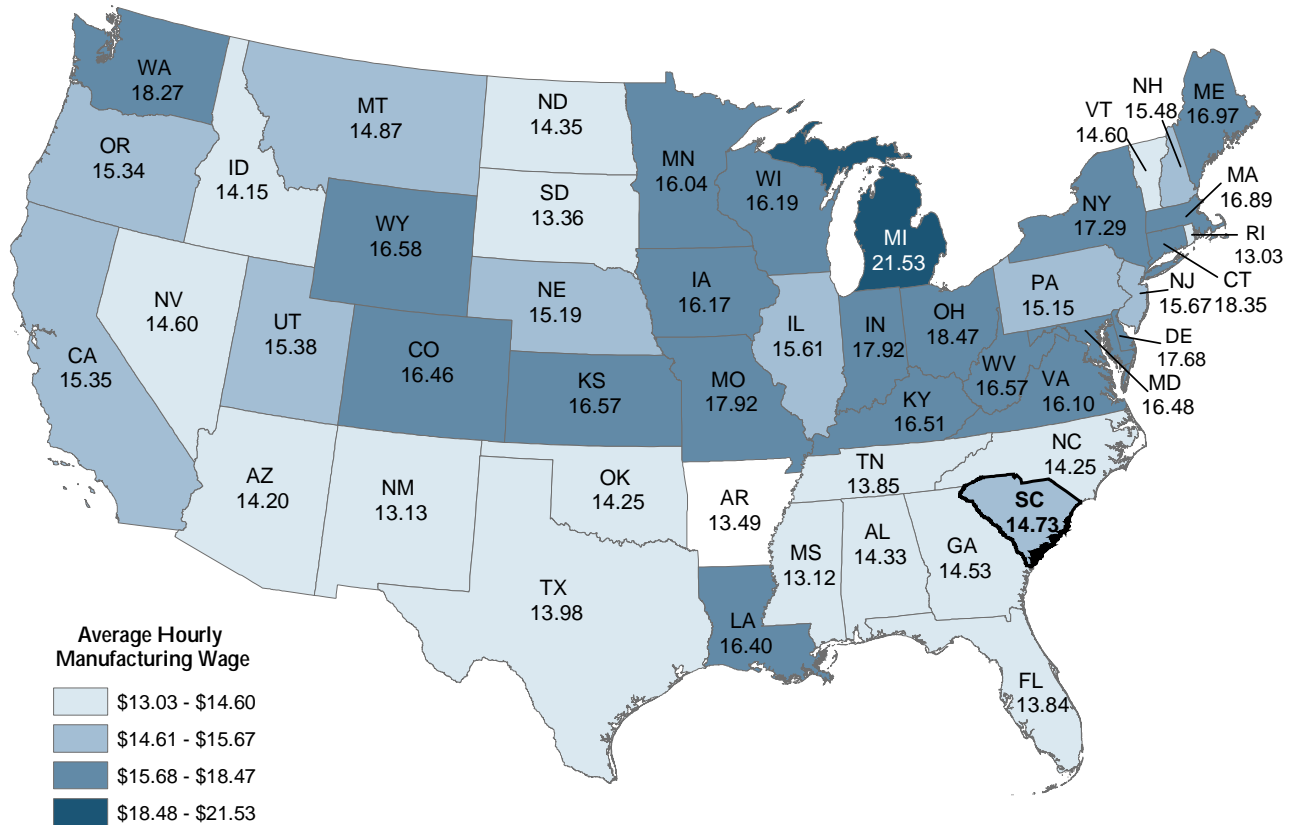 WA
18.27
OR
15.34
CA
15.35
ID
14.15
NV
14.60
MT
14.87
WY
16.58
UT
15.38
CO
16.46
AZ
14.20
NM
13.13
ND
14.35
SD
13.36
NE
15.19
KS
16.57
OK
14.25
TX
13.98
MN
16.04
IA
16.17
MO
17.92
AR
13.49
LA
16.40
WI
16.19
IL
15.61
MI
21.53
IN
17.92
OH
18.47
KY
16.51
TN
13.85
MS
13.12
AL
14.33
GA
14.53
FL
13.84
SC
14.73
NC
14.25
VA
16.10
WV
16.57
PA
15.15
NY
17.29
VT
14.60
NH
15.48
ME
16.97
MA
16.89
RI
13.03
CT
18.35
NJ
15.67
DE
17.68
MD
16.48
Average Hourly
Manufacturing Wage
$13.03 - $14.60
$14.61 - $15.67
$15.68 - $18.47
$18.48 - $21.53